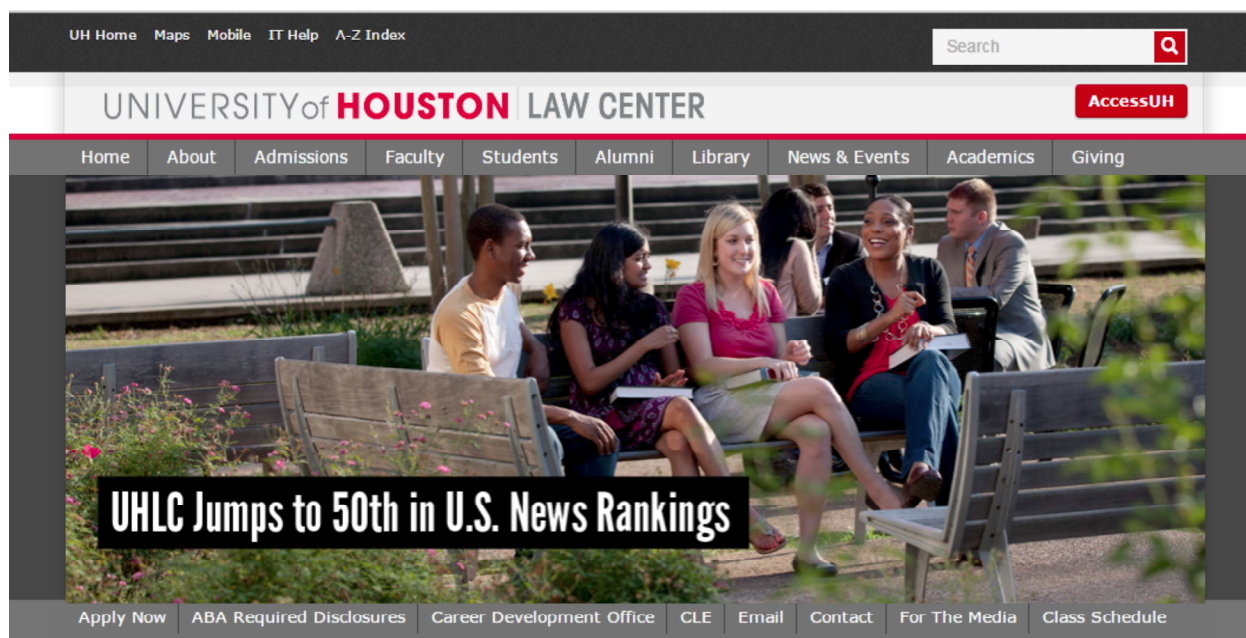 UH Home Maps Mobile IT Help A-Z Index
Search
UNIVERSITY of HOUSTON LAW CENTER
AccessUH
Home About Admissions Faculty Students Alumni Library News & Events Academics Giving
UHLC Jumps to 50th in U.S. News Rankings
Apply Now ABA Required Disclosures Career Development Office CLE Email Contact For The Media Class Schedule